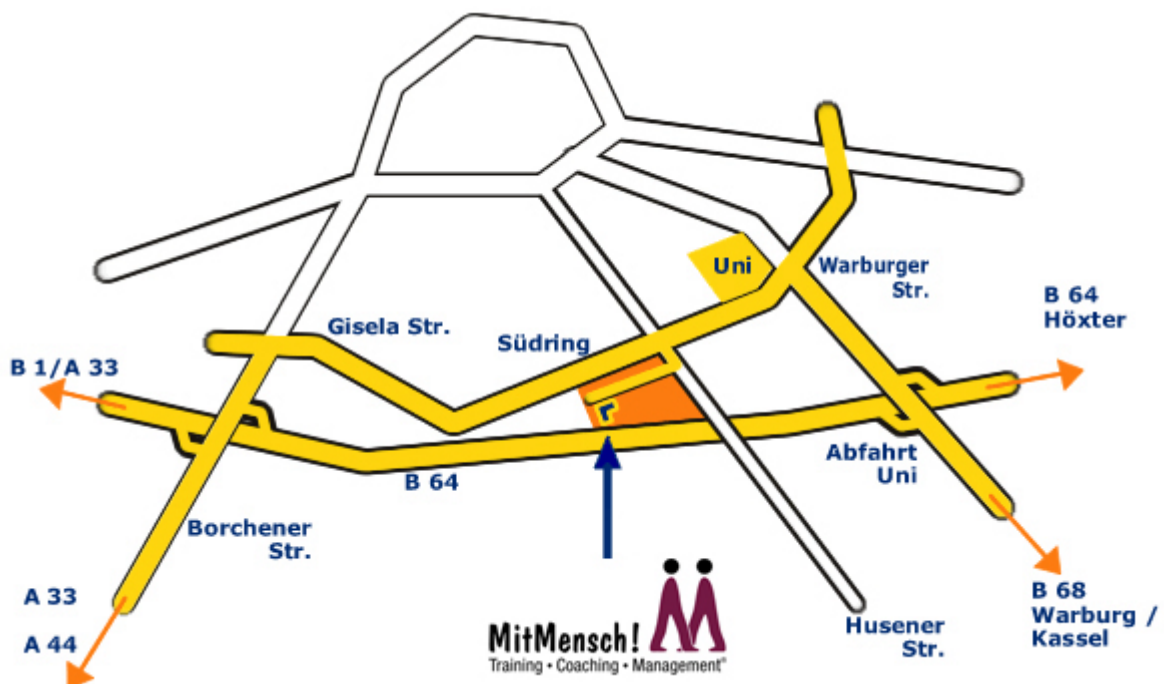 Uni
Warburger
Str.
B 64
Höxter
Gisela Str.
Südring
B 1/A 33
B 64
Abfahrt
Uni
Borchener
Str.
A 33
A 44
B 68
Warburg /
Kassel
Husener
Str.
MitMensch!
Training • Coaching • Management®